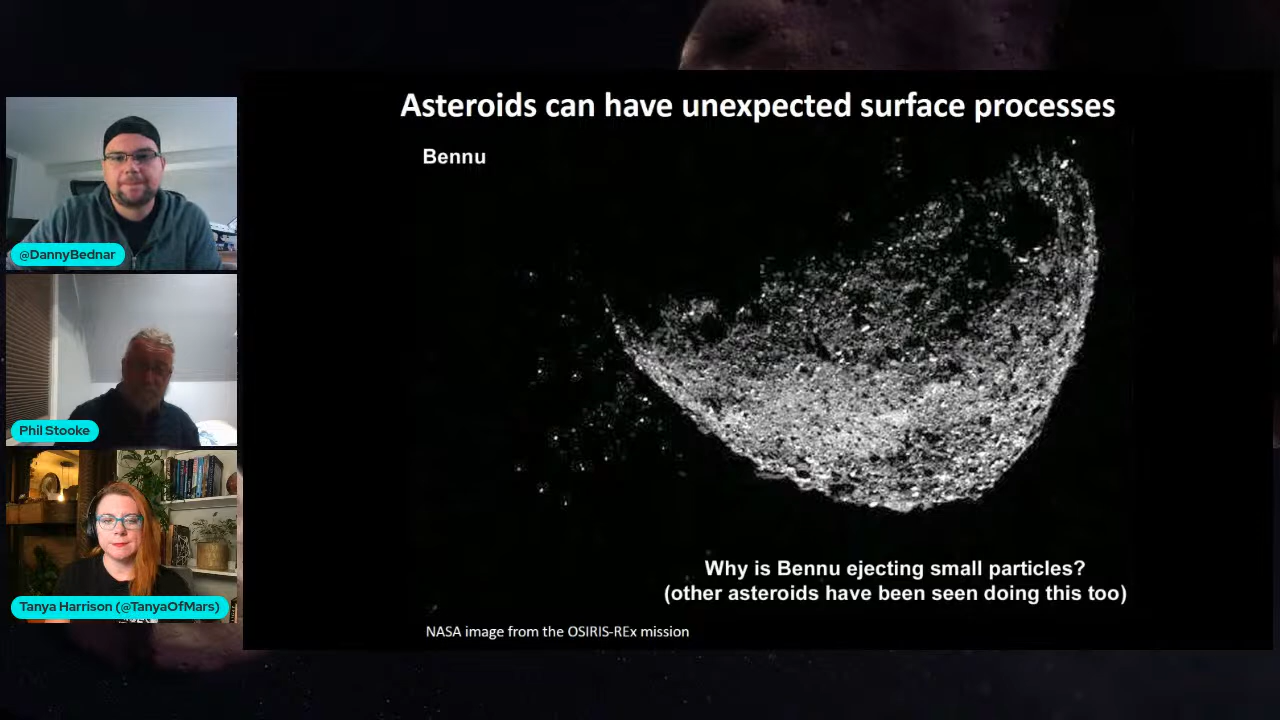 Asteroids can have unexpected surface processes
Bennu
@DannyBednar
Phil Stooke
Tanya Harrison (@TanyaOfMars)
Why is Bennu ejecting small particles?
(other asteroids have been seen doing this too)
NASA image from the OSIRIS-REx mission